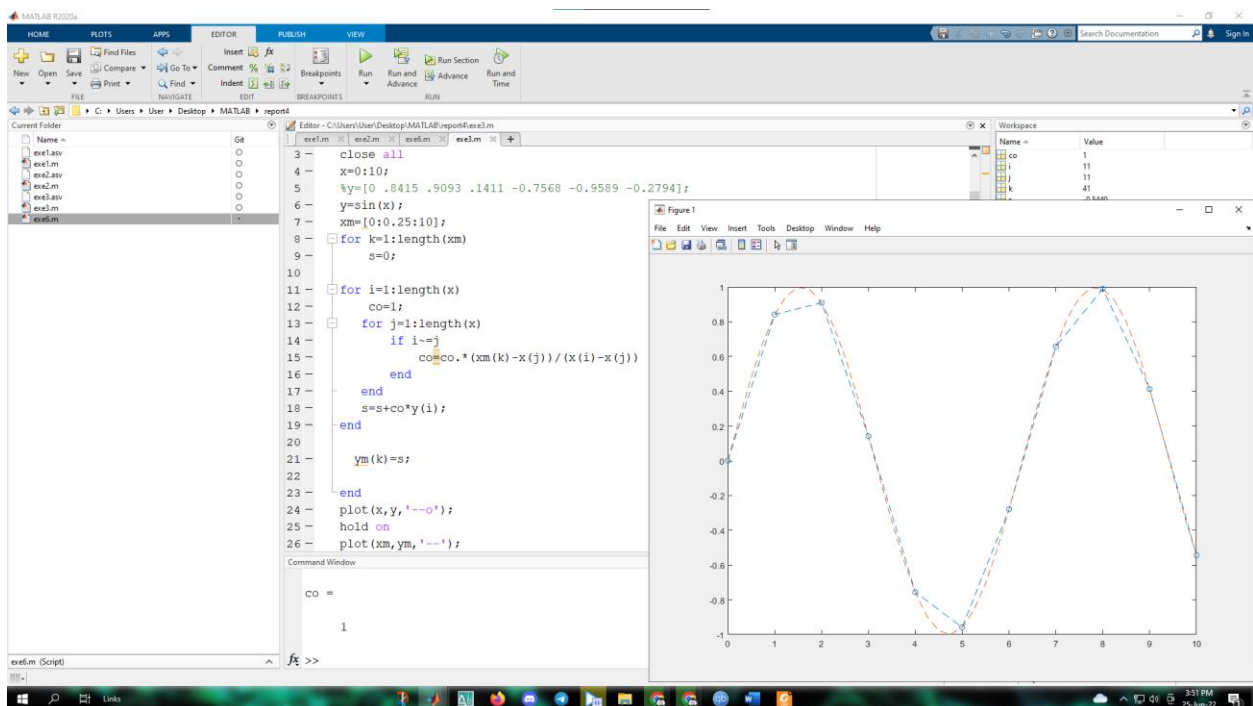 MATLAB R2020a
HOME PLOTS APPS EDITOR PUBLISH VIEW Search Documentation Sign In
New Open Save Find Files Compare Print Go To Find Insert fx Comment Indent Breakpoints Run Run and Advance Run Section Advance Run and Time
FILE NAVIGATE EDIT BREAKPOINTS RUN
C: Users User Desktop MATLAB report4
Current Folder
Name Git
exe1.asv
exe1.m
exe2.asv
exe2.m
exe3.asv
exe3.m
exe6.m
exe6.m (Script)
Editor - C:\Users\User\Desktop\MATLAB\report4\exe3.m
exe1.m exe2.m exe6.m exe3.m +
3 - close all
4 - x=0:10;
5 %y=[0 .8415 .9093 .1411 -0.7568 -0.9589 -0.2794];
6 - y=sin(x);
7 - xm=[0:0.25:10];
8 - for k=1:length(xm)
9 - s=0;
10
11 - for i=1:length(x)
12 - co=1;
13 - for j=1:length(x)
14 - if i~=j
15 - co=co.*(xm(k)-x(j))/(x(i)-x(j))
16 - end
17 - end
18 - s=s+co*y(i);
19 - end
20
21 - ym(k)=s;
22
23 - end
24 - plot(x,y,'--o');
25 - hold on
26 - plot(xm,ym,'--');
Command Window
co =
1
fx >>
Workspace
Name Value
co 1
i 11
j 11
k 41
Figure 1
File Edit View Insert Tools Desktop Window Help
1
0.8
0.6
0.4
0.2
0
-0.2
-0.4
-0.6
-0.8
-1
0 1 2 3 4 5 6 7 8 9 10
Links
3:51 PM
25-Jun-22